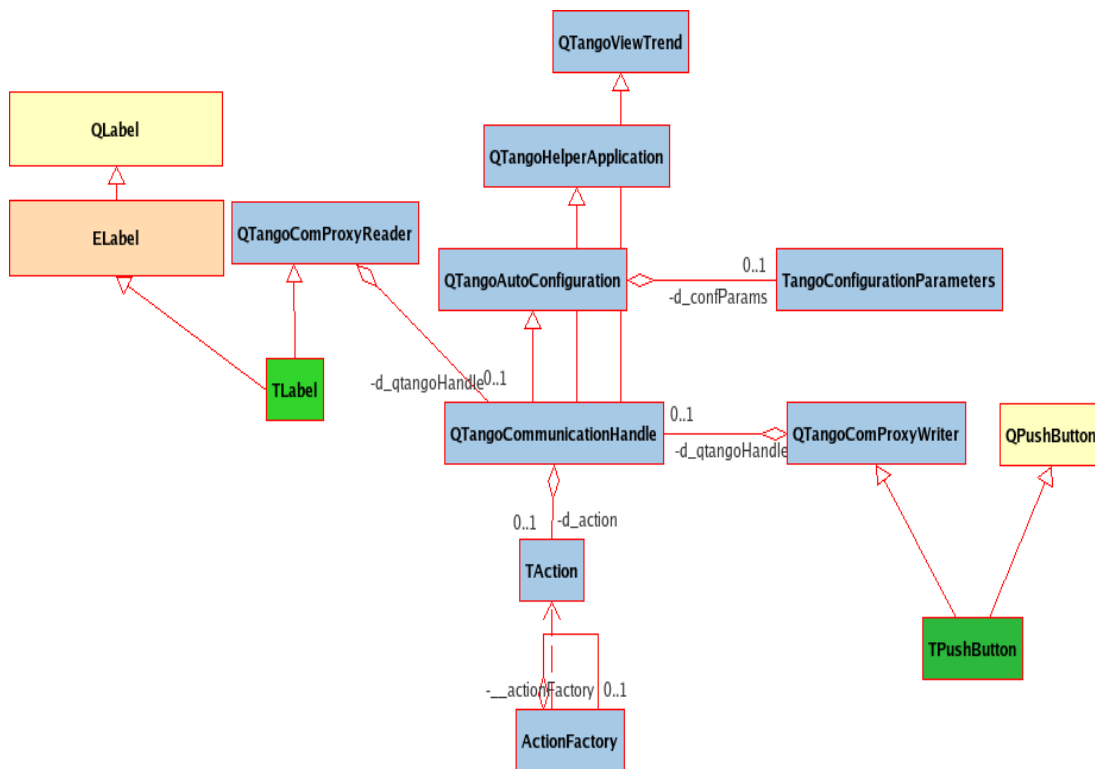 QTangoViewTrend
QLabel
QTangoHelperApplication
ELabel
QTangoComProxyReader
QTangoAutoConfiguration
0..1
TangoConfigurationParameters
-d_confParams
TLabel
-d_qtangoHandle
0..1
QTangoCommunicationHandle
0..1
-d_qtangoHandle
QTangoComProxyWriter
QPushButton
0..1
-d_action
TAction
TPushButton
-__actionFactory
0..1
ActionFactory